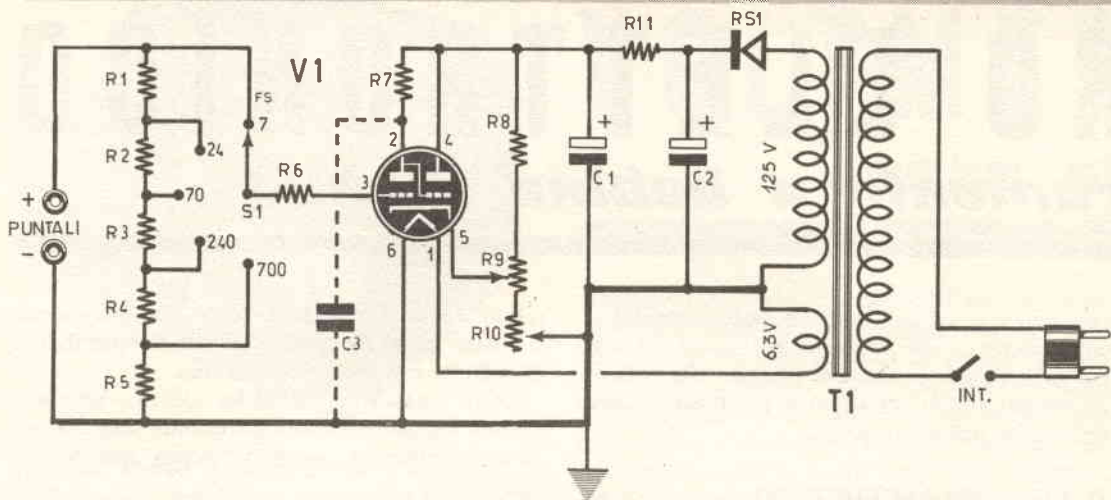 R1
R2
R3
R4
R5
+
PUNTALI
-
FS
7
24
70
240
700
S1
R6
V1
R7
2
4
3
6
1
5
C3
R8
R9
R10
+
C1
R11
+
C2
RS1
125 V
6,3V
T1
INT.